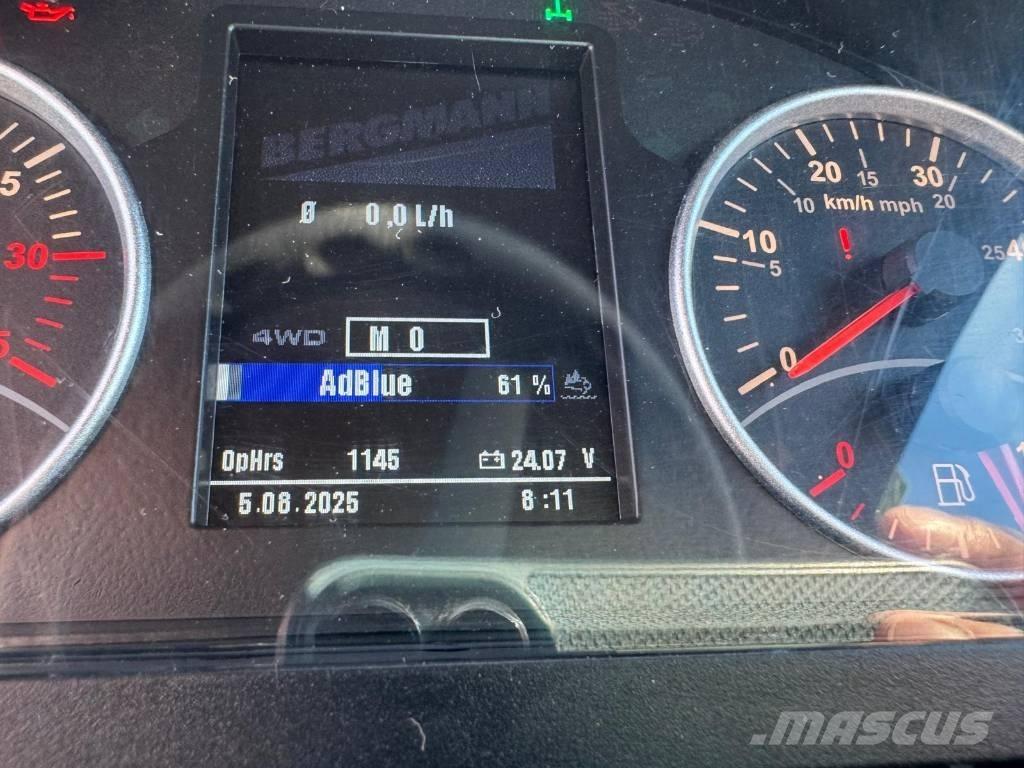 BERGMANN
Ø 0,0 L/h
4WD M 0
AdBlue 61 %
OpHrs 1145 24.07 V
5.08.2025 8:11
30
20 15 30
10 km/h mph 20
10
5
25 4
0
0
MASCUS